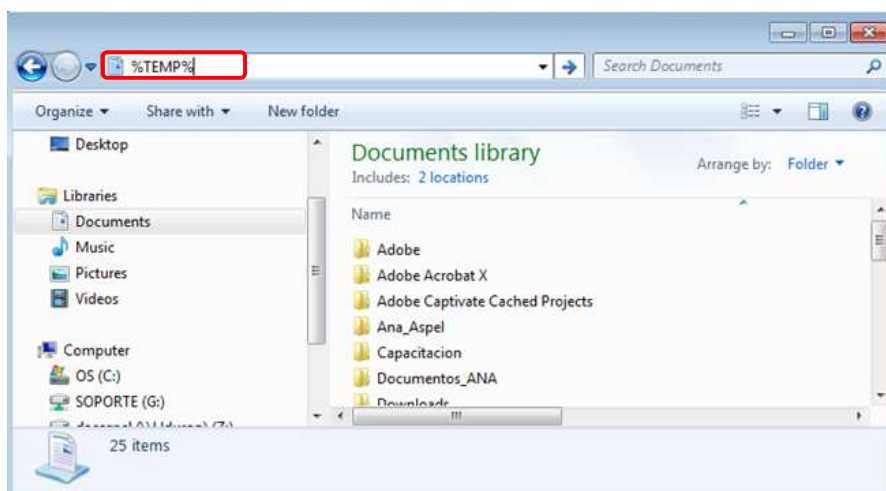 %TEMP%
Search Documents
Organize
Share with
New folder
Desktop
Libraries
Documents
Music
Pictures
Videos
Computer
OS (C:)
SOPORTE (G:)
Documents library
Includes: 2 locations
Arrange by: Folder
Name
Adobe
Adobe Acrobat X
Adobe Captivate Cached Projects
Ana_Aspel
Capacitacion
Documentos_ANA
Downloads
25 items